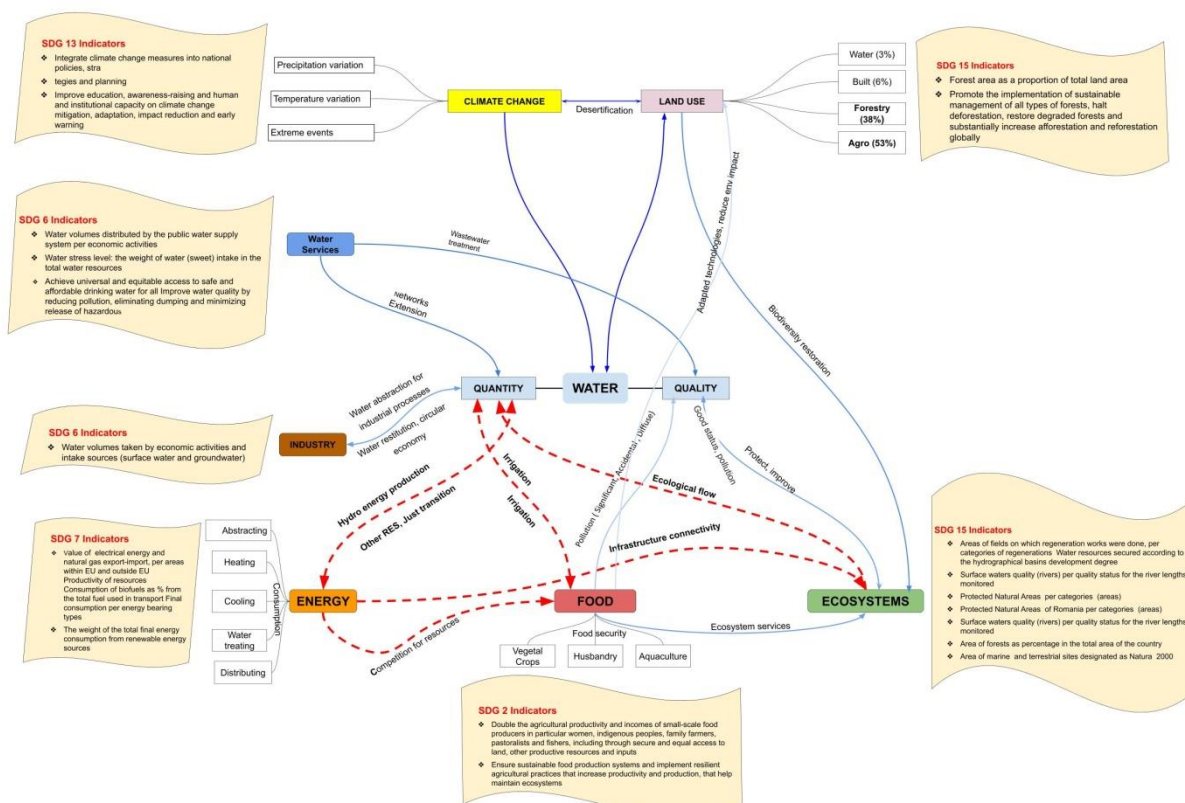 SDG 13 Indicators
❖ Integrate climate change measures into national
policies, stra
❖ tegies and planning
❖ Improve education, awareness-raising and human
and institutional capacity on climate change
mitigation, adaptation, impact reduction and early
warning
Precipitation variation
Temperature variation
Extreme events
CLIMATE CHANGE
Desertification
LAND USE
Water (3%)
Built (6%)
Forestry
(38%)
Agro (53%)
SDG 15 Indicators
❖ Forest area as a proportion of total land area
❖ Promote the implementation of sustainable
management of all types of forests, halt
deforestation, restore degraded forests and
substantially increase afforestation and reforestation
globally
SDG 6 Indicators
❖ Water volumes distributed by the public water supply
system per economic activities
❖ Water stress level: the weight of water (sweet) intake in the
total water resources
❖ Achieve universal and equitable access to safe and
affordable drinking water for all Improve water quality by
reducing pollution, eliminating dumping and minimizing
release of hazardous
Water
Services
Wastewater
treatment
Networks
Extension
Adapted technologies, reduce env impact
Biodiversity restoration
QUANTITY
WATER
QUALITY
Water abstraction for
industrial processes
Water restitution, circular
economy
INDUSTRY
SDG 6 Indicators
❖ Water volumes taken by economic activities and
intake sources (surface water and groundwater)
Hydro energy production
Other RES, Just transition
Irrigation
Irrigation
Ecological flow
Pollution ( Significant, Accidental , Diffuse)
Good status, pollution
Protect, improve
Infrastructure connectivity
SDG 7 Indicators
❖ Value of electrical energy and
natural gas export-import, per areas
within EU and outside EU
Productivity of resources
Consumption of biofuels as % from
the total fuel used in transport Final
consumption per energy bearing
types
❖ The weight of the total final energy
consumption from renewable energy
sources
Abstracting
Heating
Cooling
Water
treating
Distributing
Consumption
ENERGY
FOOD
ECOSYSTEMS
Competition for resources
Food security
Ecosystem services
Vegetal
Crops
Husbandry
Aquaculture
SDG 15 Indicators
❖ Areas of fields on which regeneration works were done, per
categories of regenerations Water resources secured according to
the hydrographical basins development degree
❖ Surface waters quality (rivers) per quality status for the river lengths
monitored
❖ Protected Natural Areas per categories (areas)
❖ Protected Natural Areas of Romania per categories (areas)
❖ Surface waters quality (rivers) per quality status for the river lengths
monitored
❖ Area of forests as percentage in the total area of the country
❖ Area of marine and terrestrial sites designated as Natura 2000
SDG 2 Indicators
❖ Double the agricultural productivity and incomes of small-scale food
producers in particular women, indigenous peoples, family farmers,
pastoralists and fishers, including through secure and equal access to
land, other productive resources and inputs
❖ Ensure sustainable food production systems and implement resilient
agricultural practices that increase productivity and production, that help
maintain ecosystems